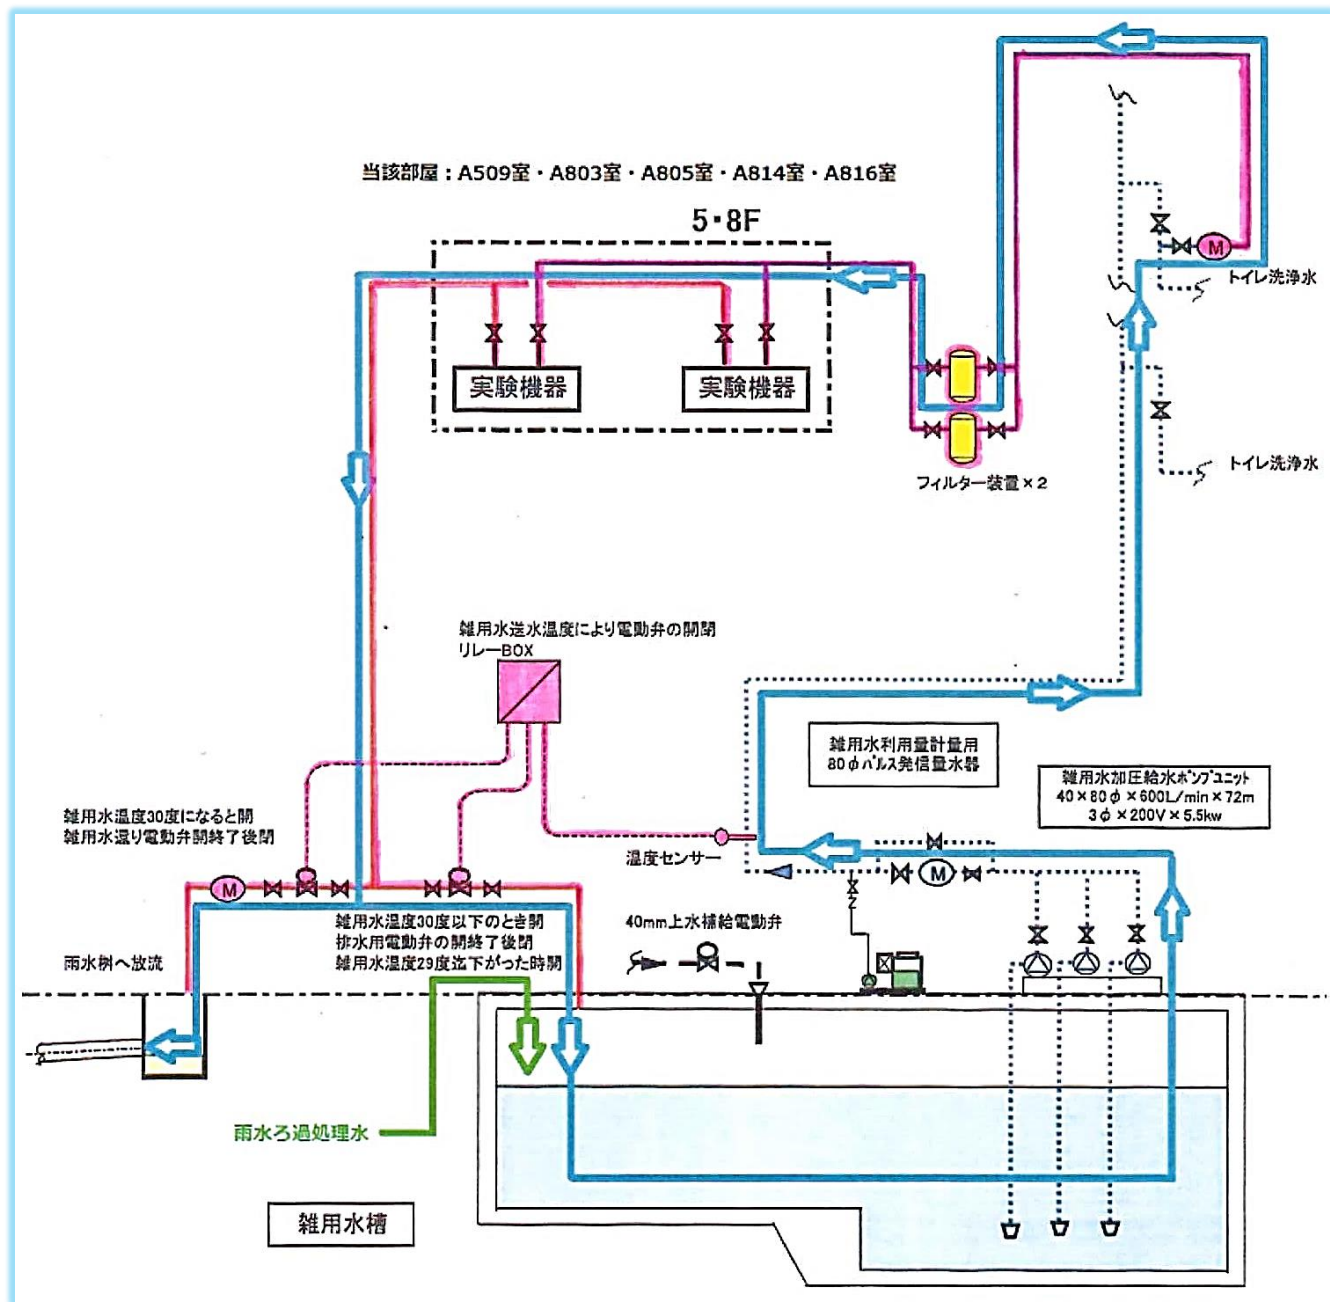 当該部屋：A509室・A803室・A805室・A814室・A816室
5・8F
M
トイレ洗浄水
実験機器
実験機器
トイレ洗浄水
フィルター装置×2
雑用水送水温度により電動弁の開閉
リレーBOX
雑用水利用量計量用
80φパルス発信量水器
雑用水加圧給水ポンプユニット
40×80φ×600L/min×72m
3φ×200V×5.5kw
雑用水温度30度になると開
雑用水還り電動弁開終了後閉
温度センサー
M
M
雑用水温度30度以下のとき開
排水用電動弁の開終了後閉
雑用水温度29度迄下がった時開
40mm上水補給電動弁
雨水桝へ放流
雨水ろ過処理水
雑用水槽